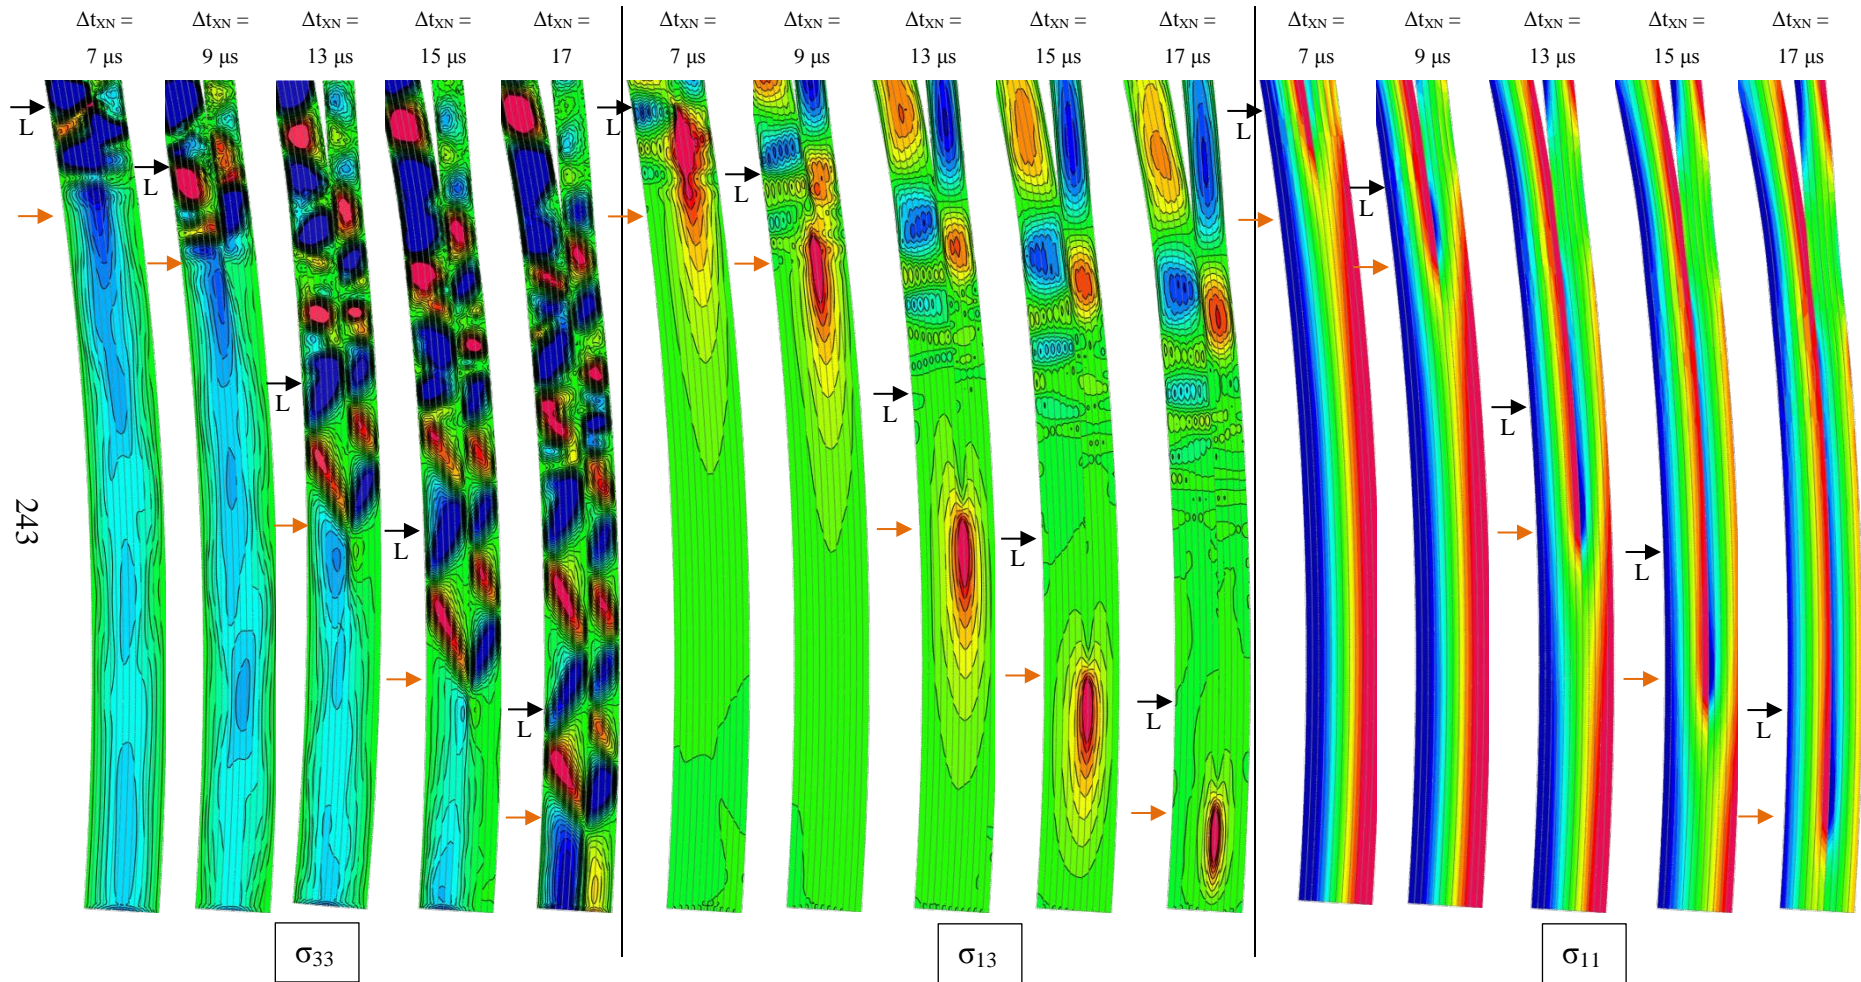 Δt_XN = Δt_XN = Δt_XN = Δt_XN = Δt_XN = Δt_XN = Δt_XN = Δt_XN = Δt_XN = Δt_XN = Δt_XN = Δt_XN = Δt_XN = Δt_XN = Δt_XN =
7 μs 9 μs 13 μs 15 μs 17 7 μs 9 μs 13 μs 15 μs 17 μs 7 μs 9 μs 13 μs 15 μs 17 μs
L L L
L L L
L L L
L L L
L L L
243
σ33 σ13 σ11